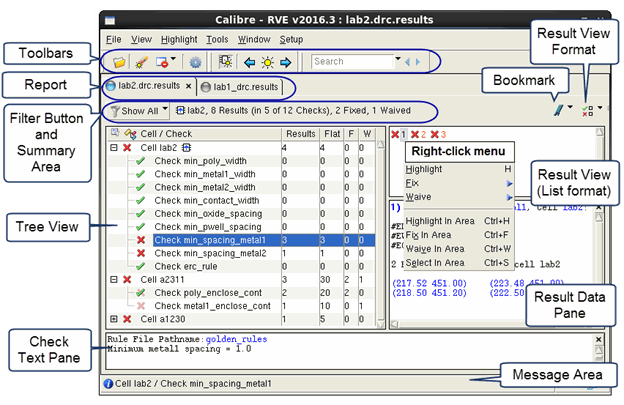 Calibre - RVE v2016.3 : lab2.drc.results
File View Highlight Tools Window Setup
Search
lab2.drc.results × lab1_drc.results
Show All lab2, 8 Results (in 5 of 12 Checks), 2 Fixed, 1 Waived
Cell / Check Results Flat F W
Cell lab2 4 4 0 0
Check min_poly_width 0 0 0 0
Check min_metal1_width 0 0 0 0
Check min_metal2_width 0 0 0 0
Check min_contact_width 0 0 0 0
Check min_oxide_spacing 0 0 0 0
Check min_pwell_spacing 0 0 0 0
Check min_spacing_metal1 3 3 0 0
Check min_spacing_metal2 1 1 0 0
Check erc_rule 0 0 0 0
Cell a2311 3 30 2 1
Check poly_enclose_cont 2 20 2 0
Check metal1_enclose_cont 1 10 0 1
Cell a1230 1 5 0 0
1 2 3
Right-click menu
Highlight H
Fix
Waive
Highlight In Area Ctrl+H
Fix In Area Ctrl+F
Waive In Area Ctrl+W
Select In Area Ctrl+S
cell lab2
(217.52 451.00) (223.48 451.00)
(218.50 451.20) (222.50
Rule File Pathname:golden_rules
Minimum metal1 spacing = 1.0
Cell lab2 / Check min_spacing_metal1
Toolbars
Report
Filter Button and Summary Area
Tree View
Check Text Pane
Result View Format
Bookmark
Result View (List format)
Result Data Pane
Message Area